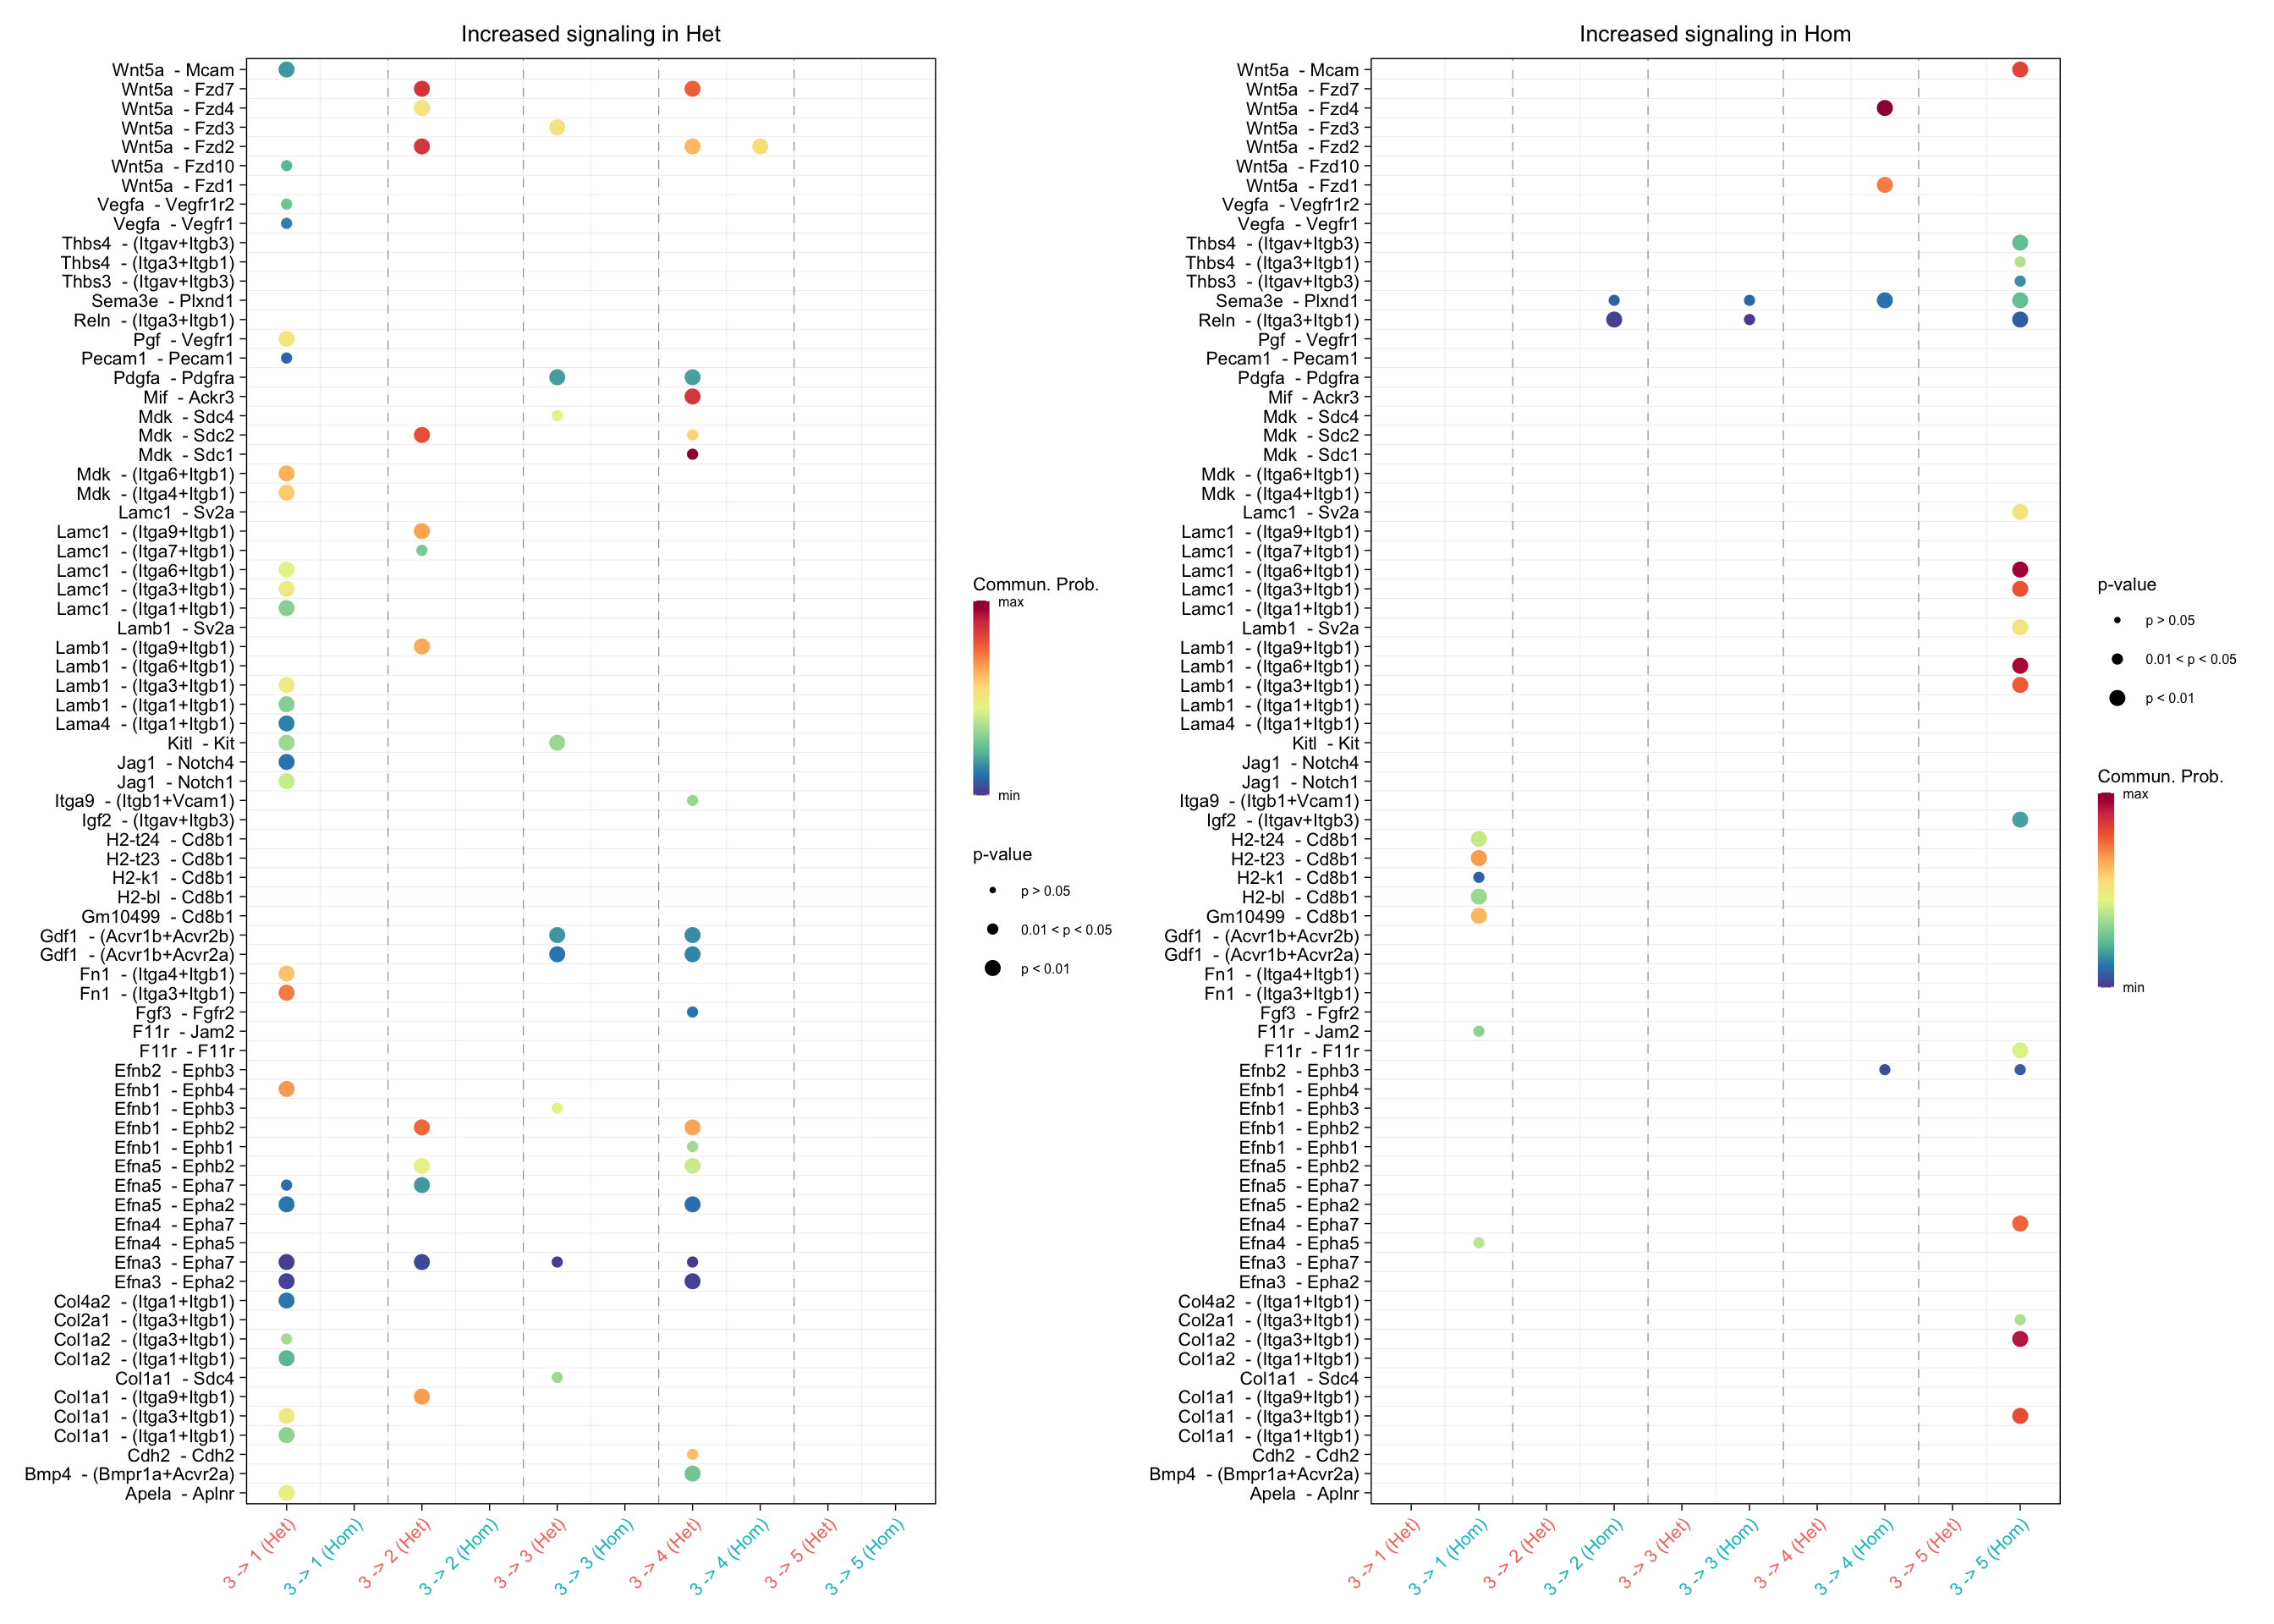 Increased signaling in Het
Wnt5a - Mcam
Wnt5a - Fzd7
Wnt5a - Fzd4
Wnt5a - Fzd3
Wnt5a - Fzd2
Wnt5a - Fzd10
Wnt5a - Fzd1
Vegfa - Vegfr1r2
Vegfa - Vegfr1
Thbs4 - (Itgav+Itgb3)
Thbs4 - (Itga3+Itgb1)
Thbs3 - (Itgav+Itgb3)
Sema3e - Plxnd1
Reln - (Itga3+Itgb1)
Pgf - Vegfr1
Pecam1 - Pecam1
Pdgfa - Pdgfra
Mif - Ackr3
Mdk - Sdc4
Mdk - Sdc2
Mdk - Sdc1
Mdk - (Itga6+Itgb1)
Mdk - (Itga4+Itgb1)
Lamc1 - Sv2a
Lamc1 - (Itga9+Itgb1)
Lamc1 - (Itga7+Itgb1)
Lamc1 - (Itga6+Itgb1)
Lamc1 - (Itga3+Itgb1)
Lamc1 - (Itga1+Itgb1)
Lamb1 - Sv2a
Lamb1 - (Itga9+Itgb1)
Lamb1 - (Itga6+Itgb1)
Lamb1 - (Itga3+Itgb1)
Lamb1 - (Itga1+Itgb1)
Lama4 - (Itga1+Itgb1)
Kitl - Kit
Jag1 - Notch4
Jag1 - Notch1
Itga9 - (Itgb1+Vcam1)
Igf2 - (Itgav+Itgb3)
H2-t24 - Cd8b1
H2-t23 - Cd8b1
H2-k1 - Cd8b1
H2-bl - Cd8b1
Gm10499 - Cd8b1
Gdf1 - (Acvr1b+Acvr2b)
Gdf1 - (Acvr1b+Acvr2a)
Fn1 - (Itga4+Itgb1)
Fn1 - (Itga3+Itgb1)
Fgf3 - Fgfr2
F11r - Jam2
F11r - F11r
Efnb2 - Ephb3
Efnb1 - Ephb4
Efnb1 - Ephb3
Efnb1 - Ephb2
Efnb1 - Ephb1
Efna5 - Ephb2
Efna5 - Epha7
Efna5 - Epha2
Efna4 - Epha7
Efna4 - Epha5
Efna3 - Epha7
Efna3 - Epha2
Col4a2 - (Itga1+Itgb1)
Col2a1 - (Itga3+Itgb1)
Col1a2 - (Itga3+Itgb1)
Col1a2 - (Itga1+Itgb1)
Col1a1 - Sdc4
Col1a1 - (Itga9+Itgb1)
Col1a1 - (Itga3+Itgb1)
Col1a1 - (Itga1+Itgb1)
Cdh2 - Cdh2
Bmp4 - (Bmpr1a+Acvr2a)
Apela - Aplnr
3 -> 1 (Het)
3 -> 1 (Hom)
3 -> 2 (Het)
3 -> 2 (Hom)
3 -> 3 (Het)
3 -> 3 (Hom)
3 -> 4 (Het)
3 -> 4 (Hom)
3 -> 5 (Het)
3 -> 5 (Hom)
Commun. Prob.
max
min
p-value
p > 0.05
0.01 < p < 0.05
p < 0.01
Increased signaling in Hom
Wnt5a - Mcam
Wnt5a - Fzd7
Wnt5a - Fzd4
Wnt5a - Fzd3
Wnt5a - Fzd2
Wnt5a - Fzd10
Wnt5a - Fzd1
Vegfa - Vegfr1r2
Vegfa - Vegfr1
Thbs4 - (Itgav+Itgb3)
Thbs4 - (Itga3+Itgb1)
Thbs3 - (Itgav+Itgb3)
Sema3e - Plxnd1
Reln - (Itga3+Itgb1)
Pgf - Vegfr1
Pecam1 - Pecam1
Pdgfa - Pdgfra
Mif - Ackr3
Mdk - Sdc4
Mdk - Sdc2
Mdk - Sdc1
Mdk - (Itga6+Itgb1)
Mdk - (Itga4+Itgb1)
Lamc1 - Sv2a
Lamc1 - (Itga9+Itgb1)
Lamc1 - (Itga7+Itgb1)
Lamc1 - (Itga6+Itgb1)
Lamc1 - (Itga3+Itgb1)
Lamc1 - (Itga1+Itgb1)
Lamb1 - Sv2a
Lamb1 - (Itga9+Itgb1)
Lamb1 - (Itga6+Itgb1)
Lamb1 - (Itga3+Itgb1)
Lamb1 - (Itga1+Itgb1)
Lama4 - (Itga1+Itgb1)
Kitl - Kit
Jag1 - Notch4
Jag1 - Notch1
Itga9 - (Itgb1+Vcam1)
Igf2 - (Itgav+Itgb3)
H2-t24 - Cd8b1
H2-t23 - Cd8b1
H2-k1 - Cd8b1
H2-bl - Cd8b1
Gm10499 - Cd8b1
Gdf1 - (Acvr1b+Acvr2b)
Gdf1 - (Acvr1b+Acvr2a)
Fn1 - (Itga4+Itgb1)
Fn1 - (Itga3+Itgb1)
Fgf3 - Fgfr2
F11r - Jam2
F11r - F11r
Efnb2 - Ephb3
Efnb1 - Ephb4
Efnb1 - Ephb3
Efnb1 - Ephb2
Efnb1 - Ephb1
Efna5 - Ephb2
Efna5 - Epha7
Efna5 - Epha2
Efna4 - Epha7
Efna4 - Epha5
Efna3 - Epha7
Efna3 - Epha2
Col4a2 - (Itga1+Itgb1)
Col2a1 - (Itga3+Itgb1)
Col1a2 - (Itga3+Itgb1)
Col1a2 - (Itga1+Itgb1)
Col1a1 - Sdc4
Col1a1 - (Itga9+Itgb1)
Col1a1 - (Itga3+Itgb1)
Col1a1 - (Itga1+Itgb1)
Cdh2 - Cdh2
Bmp4 - (Bmpr1a+Acvr2a)
Apela - Aplnr
3 -> 1 (Het)
3 -> 1 (Hom)
3 -> 2 (Het)
3 -> 2 (Hom)
3 -> 3 (Het)
3 -> 3 (Hom)
3 -> 4 (Het)
3 -> 4 (Hom)
3 -> 5 (Het)
3 -> 5 (Hom)
p-value
p > 0.05
0.01 < p < 0.05
p < 0.01
Commun. Prob.
max
min